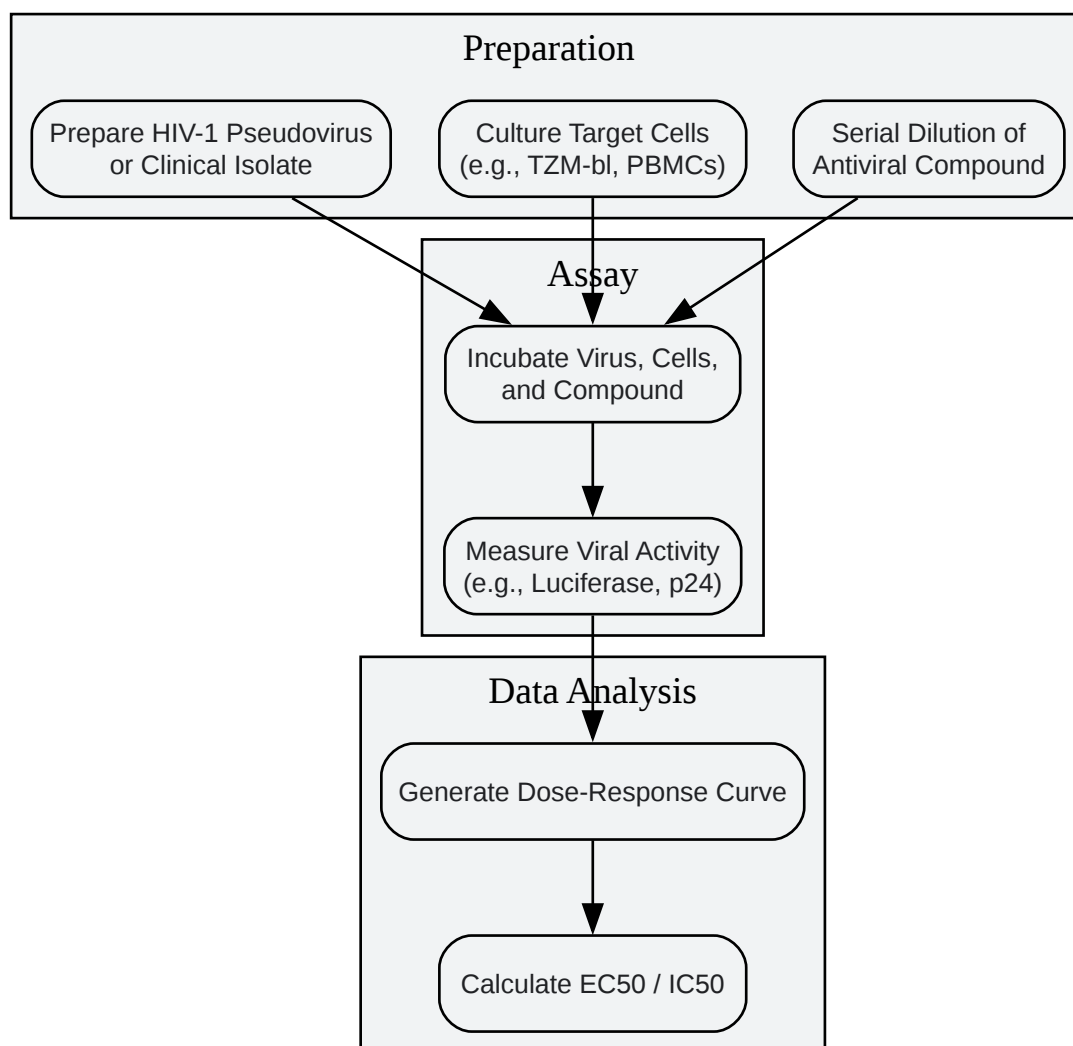 Preparation
Prepare HIV-1 Pseudovirus
or Clinical Isolate
Culture Target Cells
(e.g., TZM-bl, PBMCs)
Serial Dilution of
Antiviral Compound
Assay
Incubate Virus, Cells,
and Compound
Measure Viral Activity
(e.g., Luciferase, p24)
Data Analysis
Generate Dose-Response Curve
Calculate EC50 / IC50